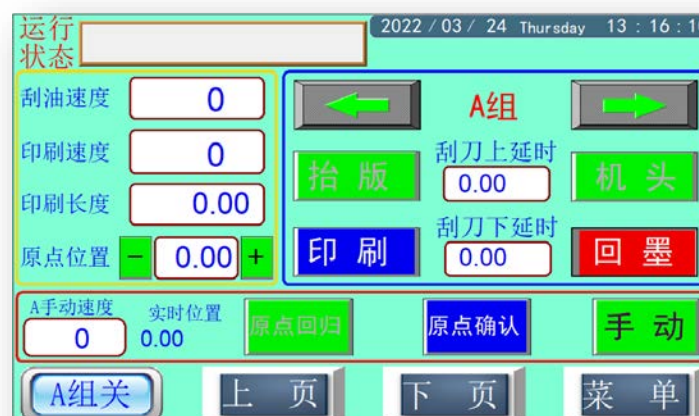 运行
状态
2022 / 03 / 24 Thursday 13 : 16 : 1
刮油速度 0
印刷速度 0
印刷长度 0.00
原点位置 - 0.00 +
A组
刮刀上延时
抬 版 0.00 机 头
刮刀下延时
印 刷 0.00 回 墨
A手动速度
0
实时位置
0.00
原点回归 原点确认 手 动
A组关 上 页 下 页 菜 单